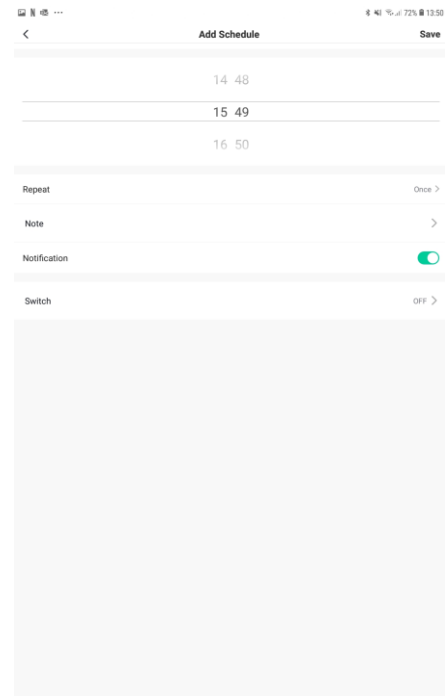 72% 13:50
Add Schedule Save
14 48
15 49
16 50
Repeat Once
Note
Notification
Switch OFF